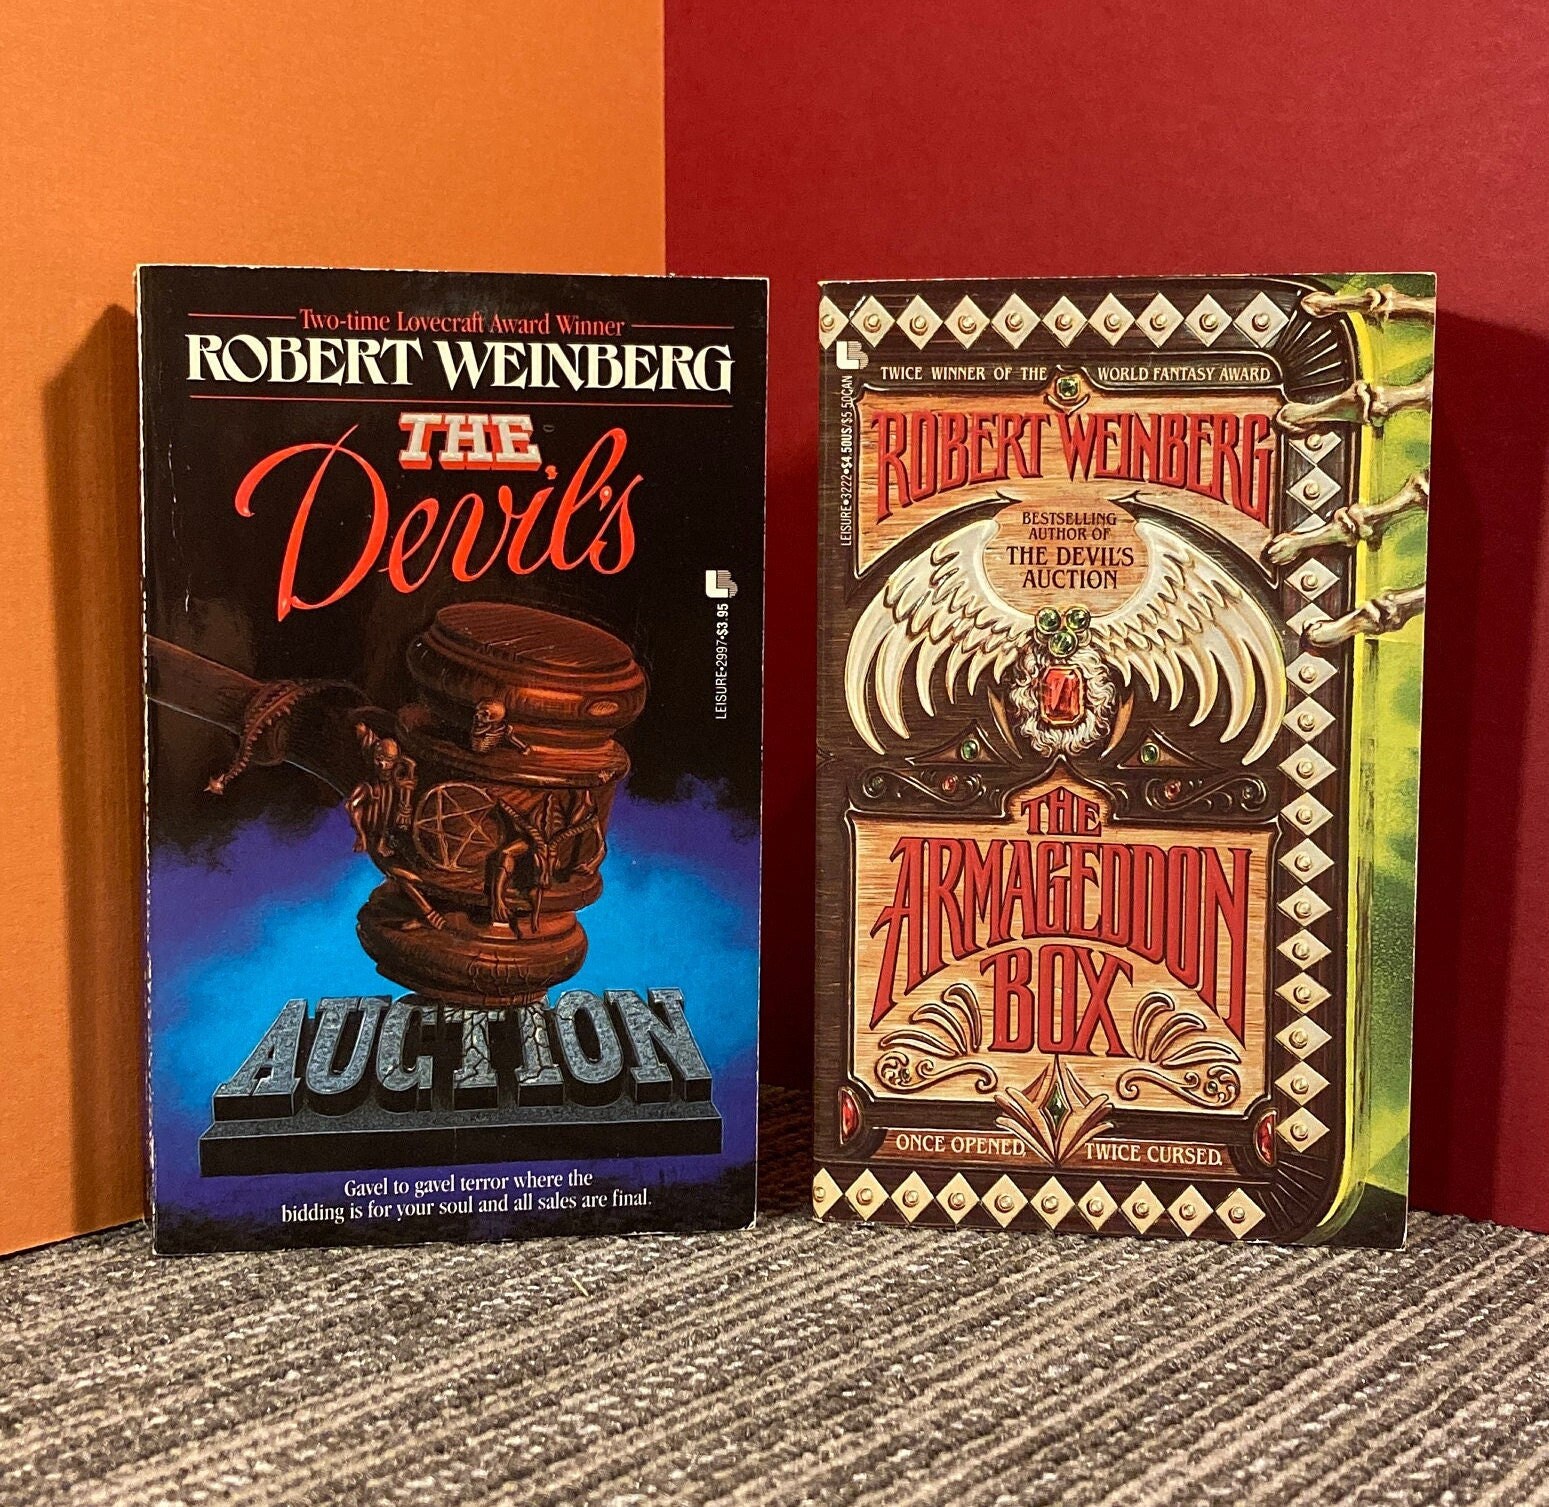 Two-time Lovecraft Award Winner
ROBERT WEINBERG
THE
Devil's
AUCTION
LEISURE•2997•$3.95
Gavel to gavel terror where the
bidding is for your soul and all sales are final.
LEISURE•3222•$4.50US/$5.50CAN
TWICE WINNER OF THE WORLD FANTASY AWARD
ROBERT WEINBERG
BESTSELLING
AUTHOR OF
THE DEVIL'S
AUCTION
THE
ARMAGEDDON
BOX
ONCE OPENED, TWICE CURSED.